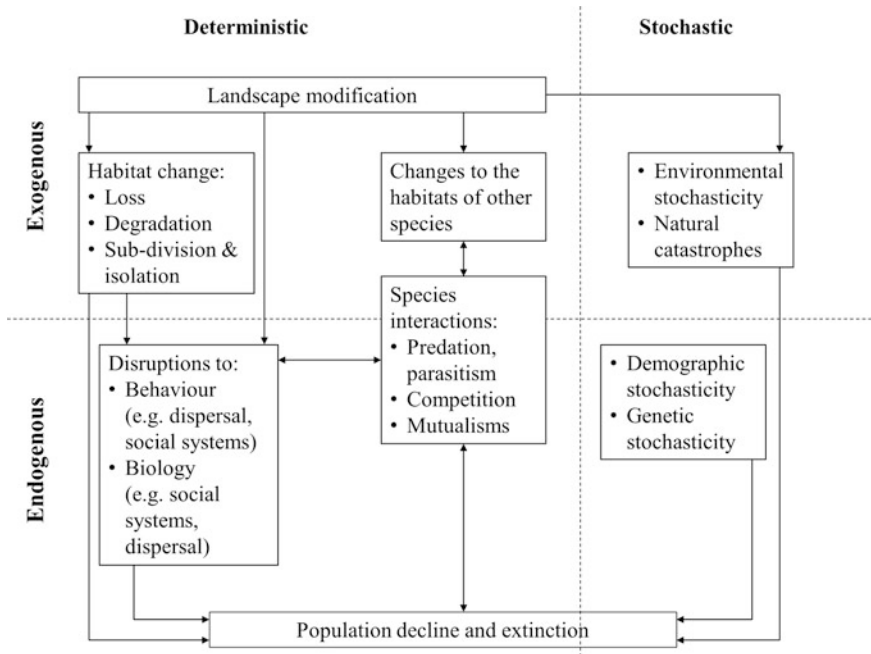 Deterministic
Stochastic
Exogenous
Endogenous
Landscape modification
Habitat change:
• Loss
• Degradation
• Sub-division &
isolation
Changes to the
habitats of other
species
• Environmental
stochasticity
• Natural
catastrophes
Species
interactions:
• Predation,
parasitism
• Competition
• Mutualisms
Disruptions to:
• Behaviour
(e.g. dispersal,
social systems)
• Biology
(e.g. social
systems,
dispersal)
• Demographic
stochasticity
• Genetic
stochasticity
Population decline and extinction